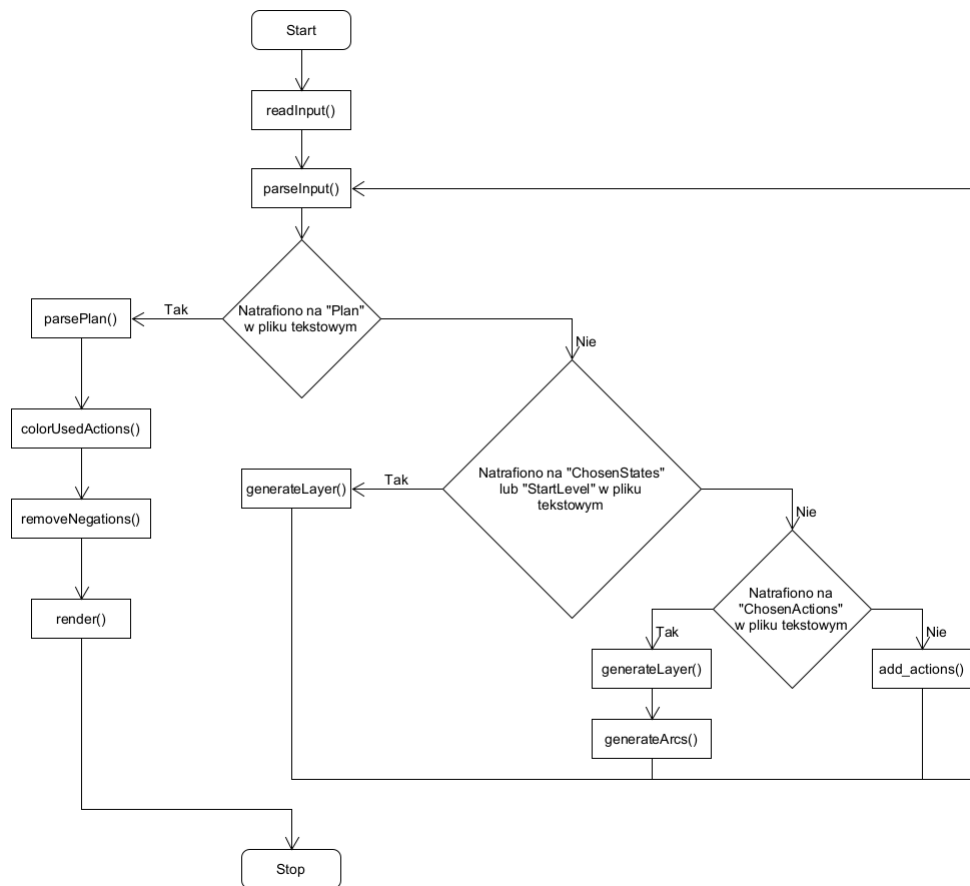 Start
readInput()
parseInput()
Natrafiono na "Plan"
w pliku tekstowym
Tak
Nie
parsePlan()
colorUsedActions()
removeNegations()
render()
Natrafiono na "ChosenStates"
lub "StartLevel" w pliku
tekstowym
Tak
Nie
generateLayer()
Natrafiono na
"ChosenActions"
w pliku tekstowym
Tak
Nie
generateLayer()
generateArcs()
add_actions()
Stop